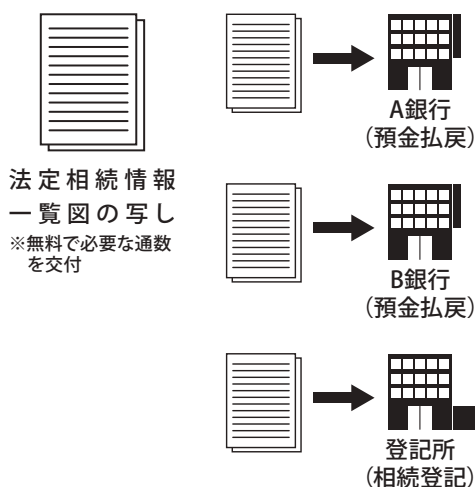 法定相続情報
一覧図の写し
※無料で必要な通数
を交付
A銀行
(預金払戻)
B銀行
(預金払戻)
登記所
(相続登記)